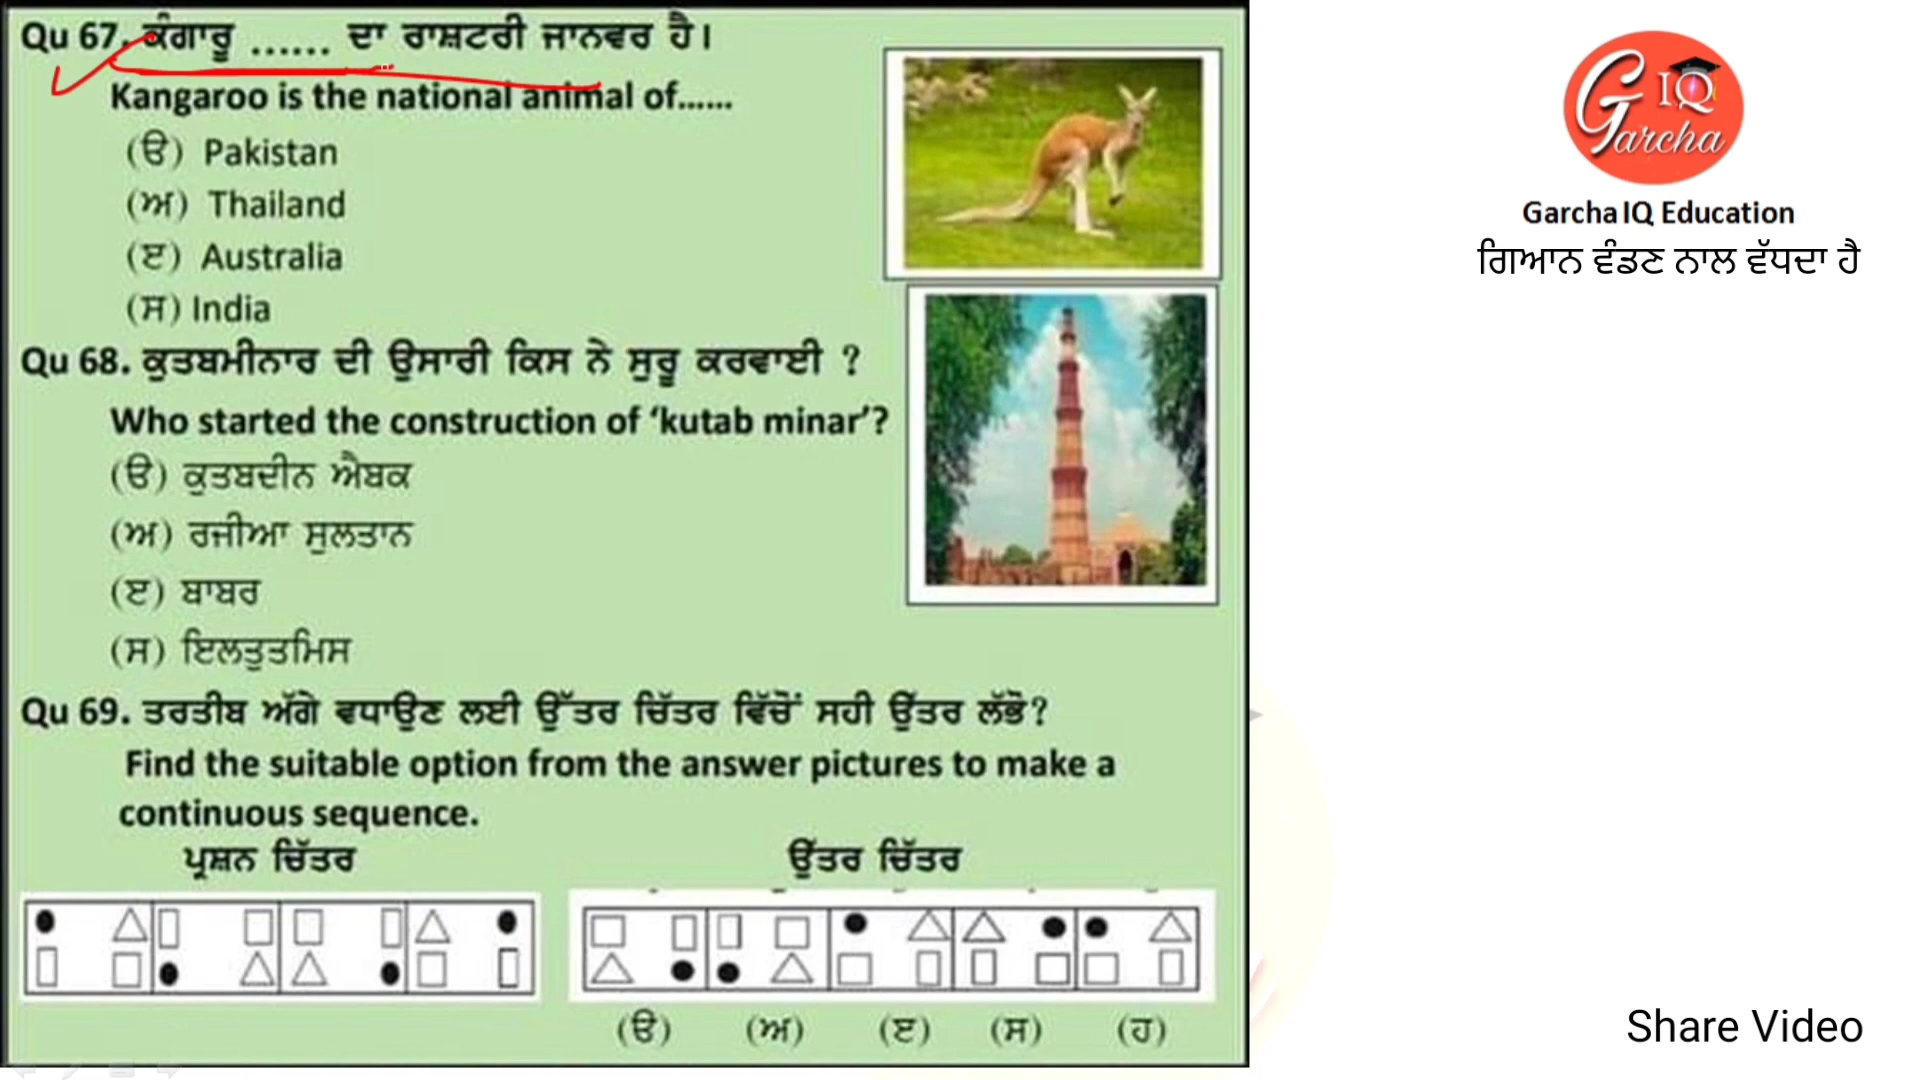 Qu 67. ਕੰਗਾਰੂ ...... ਦਾ ਰਾਸ਼ਟਰੀ ਜਾਨਵਰ ਹੈ।
Kangaroo is the national animal of......
(ੳ) Pakistan
(ਅ) Thailand
(ੲ) Australia
(ਸ) India
Qu 68. ਕੁਤਬਮੀਨਾਰ ਦੀ ਉਸਾਰੀ ਕਿਸ ਨੇ ਸੁਰੂ ਕਰਵਾਈ ?
Who started the construction of ‘kutab minar’?
(ੳ) ਕੁਤਬਦੀਨ ਐਬਕ
(ਅ) ਰਜੀਆ ਸੁਲਤਾਨ
(ੲ) ਬਾਬਰ
(ਸ) ਇਲਤੁਤਮਿਸ
Qu 69. ਤਰਤੀਬ ਅੱਗੇ ਵਧਾਉਣ ਲਈ ਉੱਤਰ ਚਿੱਤਰ ਵਿੱਚੋਂ ਸਹੀ ਉੱਤਰ ਲੱਭੋ?
Find the suitable option from the answer pictures to make a
continuous sequence.
ਪ੍ਰਸ਼ਨ ਚਿੱਤਰ
ਉੱਤਰ ਚਿੱਤਰ
(ੳ) (ਅ) (ੲ) (ਸ) (ਹ)
Garcha IQ
Garcha IQ Education
ਗਿਆਨ ਵੰਡਣ ਨਾਲ ਵੱਧਦਾ ਹੈ
Share Video